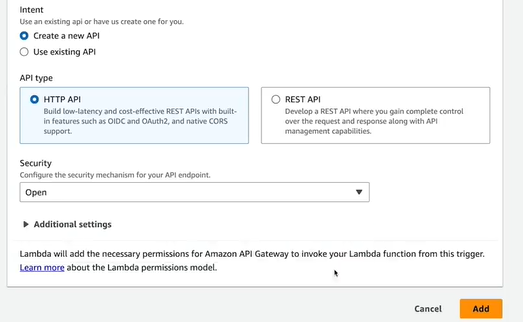 Intent
Use an existing api or have us create one for you.
Create a new API
Use existing API
API type
HTTP API
Build low-latency and cost-effective REST APIs with built-
in features such as OIDC and OAuth2, and native CORS
support.
REST API
Develop a REST API where you gain complete control
over the request and response along with API
management capabilities.
Security
Configure the security mechanism for your API endpoint.
Open
Additional settings
Lambda will add the necessary permissions for Amazon API Gateway to invoke your Lambda function from this trigger.
Learn more about the Lambda permissions model.
Cancel
Add